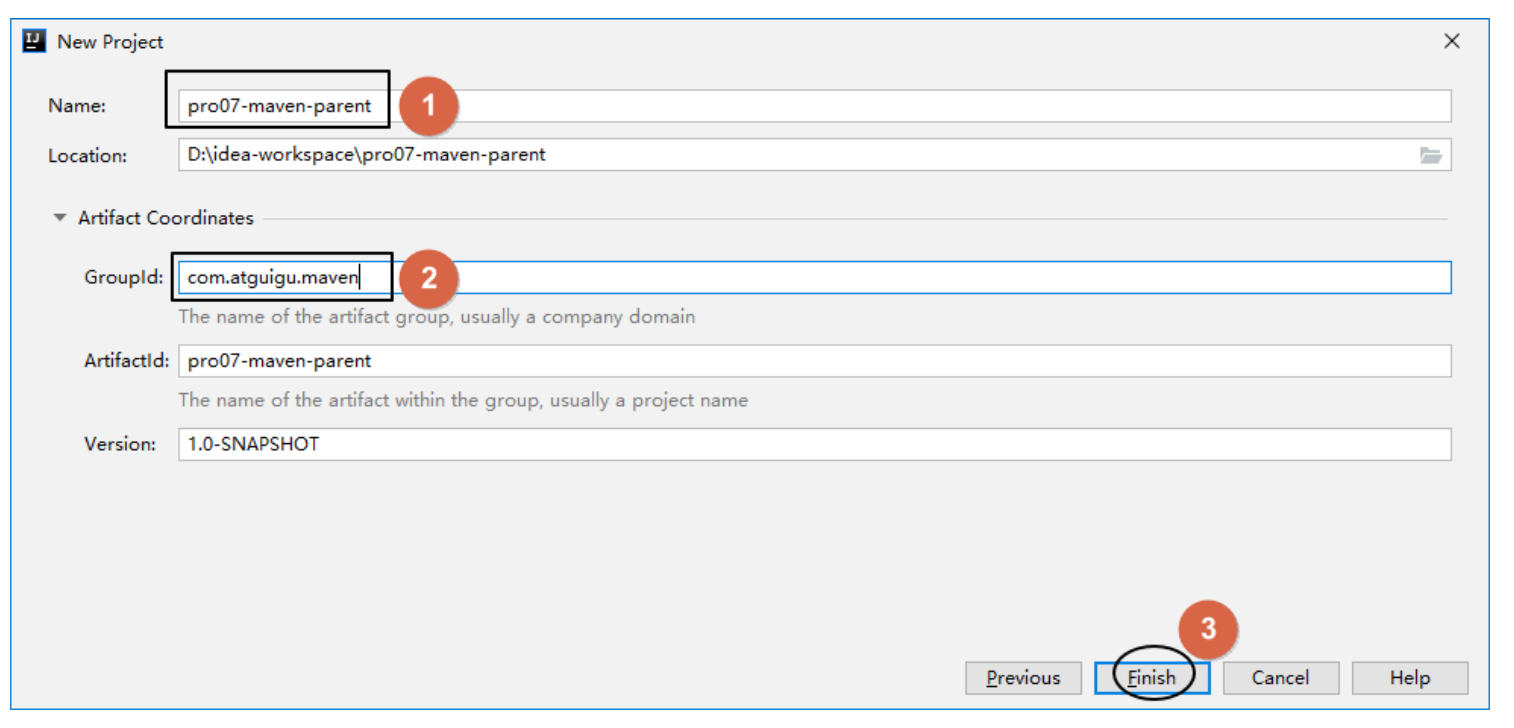 New Project
Name: pro07-maven-parent 1
Location: D:\idea-workspace\pro07-maven-parent
Artifact Coordinates
GroupId: com.atguigu.maven 2
The name of the artifact group, usually a company domain
ArtifactId: pro07-maven-parent
The name of the artifact within the group, usually a project name
Version: 1.0-SNAPSHOT
3
Previous Finish Cancel Help